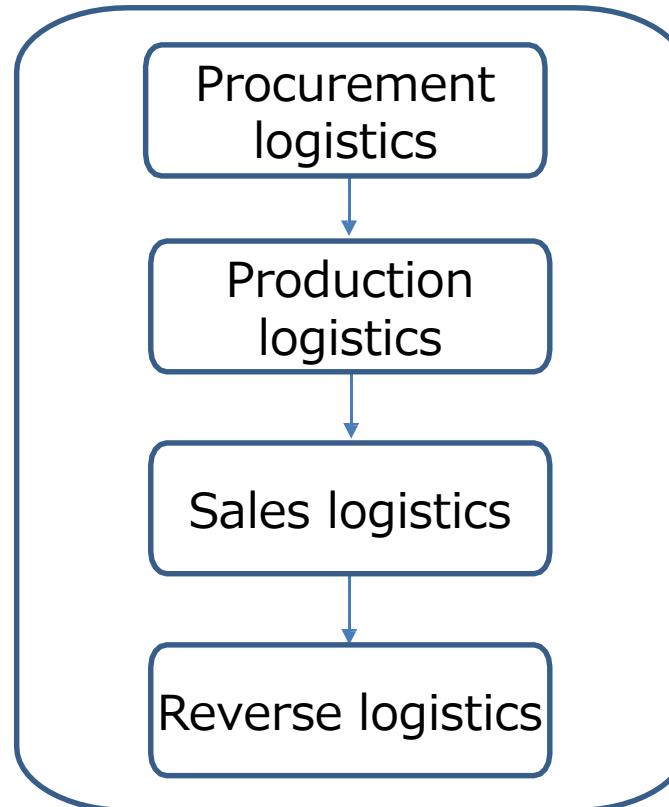 Procurement
logistics
Production
logistics
Sales logistics
Reverse logistics